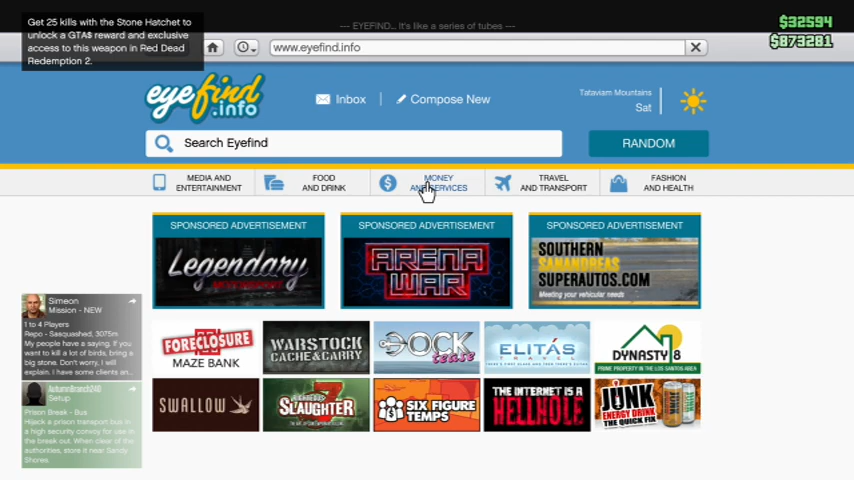 Get 25 kills with the Stone Hatchet to
unlock a GTA$ reward and exclusive
access to this weapon in Red Dead
Redemption 2.
--- EYEFIND... It's like a series of tubes ---
$32594
$873281
www.eyefind.info
eyefind
.info
Inbox
Compose New
Tataviam Mountains
Sat
Search Eyefind
RANDOM
MEDIA AND
ENTERTAINMENT
FOOD
AND DRINK
MONEY
AND SERVICES
TRAVEL
AND TRANSPORT
FASHION
AND HEALTH
SPONSORED ADVERTISEMENT
SPONSORED ADVERTISEMENT
SPONSORED ADVERTISEMENT
Legendary
ARENA
WAR
SOUTHERN
SANANDREAS
SUPERAUTOS.COM
Meeting your vehicular needs
Simeon
Mission - NEW
1 to 4 Players
Repo - Sasquashed, 3075m
My people have a saying. If you
want to kill a lot of birds, bring a
big stone. Don't worry, I will
explain. I have some clients an...
AutumnBranch248
Setup
Prison Break - Bus
Hijack a prison transport bus in
a high security convoy for use in
the break out. When clear of the
authorities, store it near Sandy
Shores.
FORECLOSURE
MAZE BANK
WARSTOCK
CACHE & CARRY
DOCK
tease
ELITÁS
TRAVEL
DYNASTY 8
PRIME PROPERTY IN THE LOS SANTOS AREA
SWALLOW
SLAUGHTER
SIX FIGURE
TEMPS
THE INTERNET IS A
HELLHOLE
JUNK
ENERGY DRINK
THE QUICK FIX